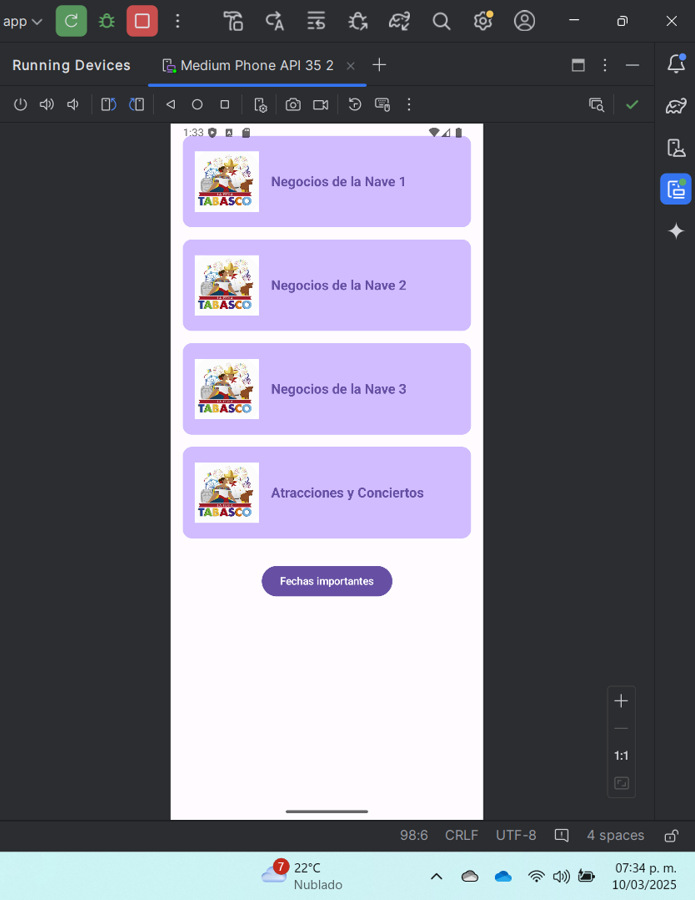 app
Running Devices
Medium Phone API 35 2
1:33
TABASCO
Negocios de la Nave 1
TABASCO
Negocios de la Nave 2
TABASCO
Negocios de la Nave 3
TABASCO
Atracciones y Conciertos
Fechas importantes
1:1
98:6 CRLF UTF-8 4 spaces
7
22°C
Nublado
07:34 p. m.
10/03/2025